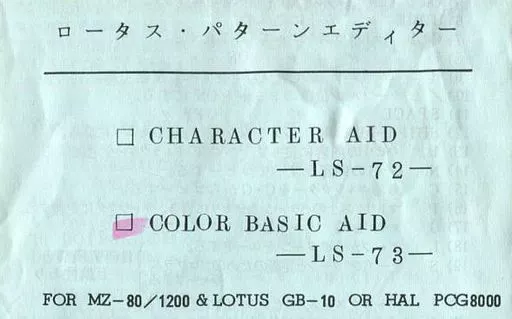 ロータス・パターンエディター
□ CHARACTER AID
—LS-72—
□ COLOR BASIC AID
—LS-73—
FOR MZ-80/1200 & LOTUS GB-10 OR HAL PCG8000